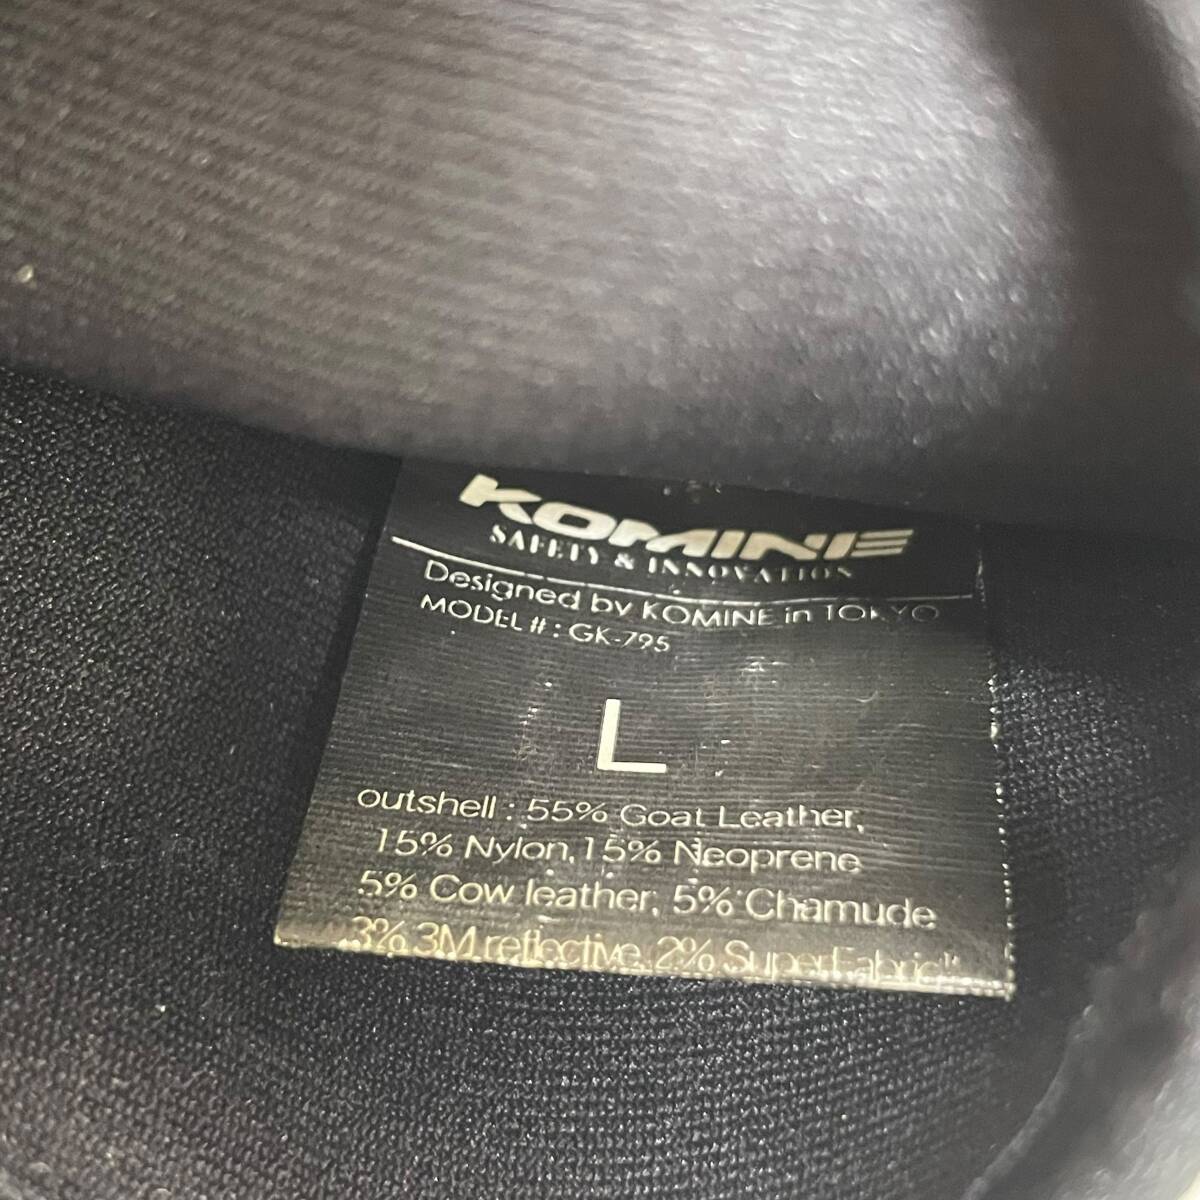 KOMINE
SAFETY & INNOVATION
Designed by KOMINE in TOKYO
MODEL # : GK-795
L
outshell : 55% Goat Leather,
15% Nylon, 15% Neoprene
5% Cow leather, 5% Chamude
3% 3M reflective, 2% SuperFabric™